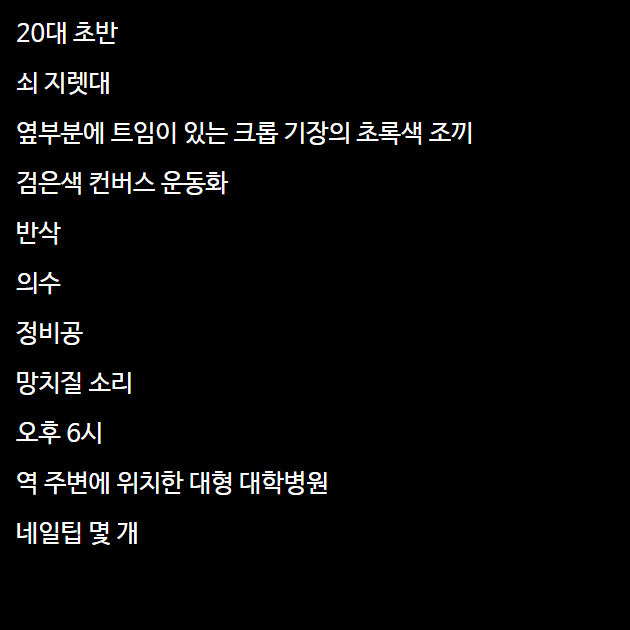 20대 초반
쇠 지렛대
옆부분에 트임이 있는 크롭 기장의 초록색 조끼
검은색 컨버스 운동화
반삭
의수
정비공
망치질 소리
오후 6시
역 주변에 위치한 대형 대학병원
네일팁 몇 개